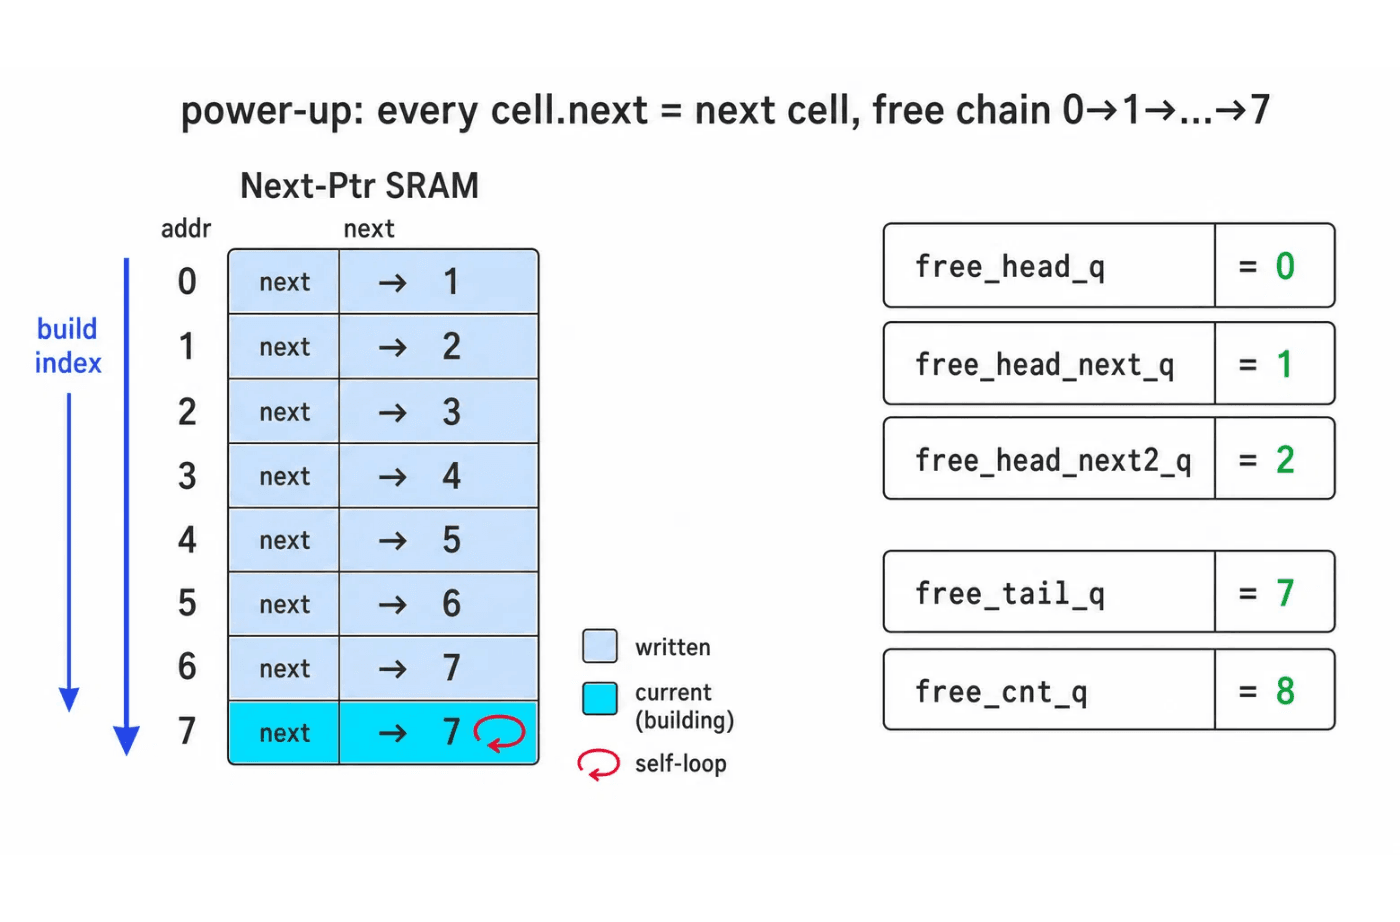 power-up: every cell.next = next cell, free chain 0→1→...→7
Next-Ptr SRAM
addr next
build
index
0 next → 1
1 next → 2
2 next → 3
3 next → 4
4 next → 5
5 next → 6
6 next → 7
7 next → 7
written
current
(building)
self-loop
free_head_q = 0
free_head_next_q = 1
free_head_next2_q = 2
free_tail_q = 7
free_cnt_q = 8